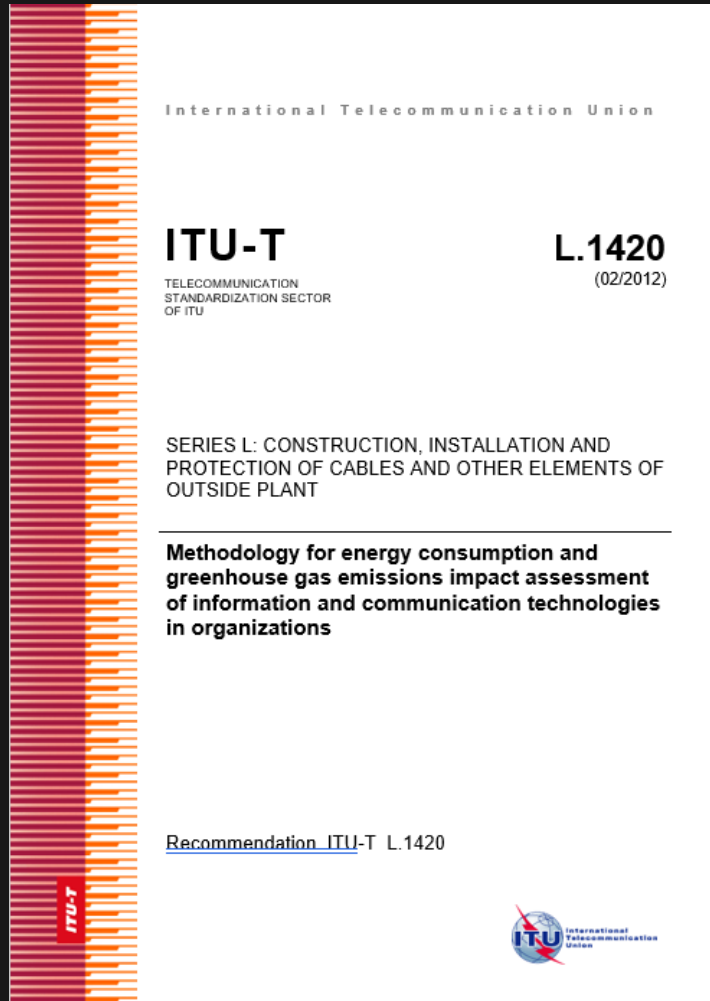 International Telecommunication Union
ITU-T
L.1420
(02/2012)
TELECOMMUNICATION
STANDARDIZATION SECTOR
OF ITU
SERIES L: CONSTRUCTION, INSTALLATION AND
PROTECTION OF CABLES AND OTHER ELEMENTS OF
OUTSIDE PLANT
Methodology for energy consumption and
greenhouse gas emissions impact assessment
of information and communication technologies
in organizations
Recommendation ITU-T L.1420
ITU-T
ITU
International
Telecommunication
Union